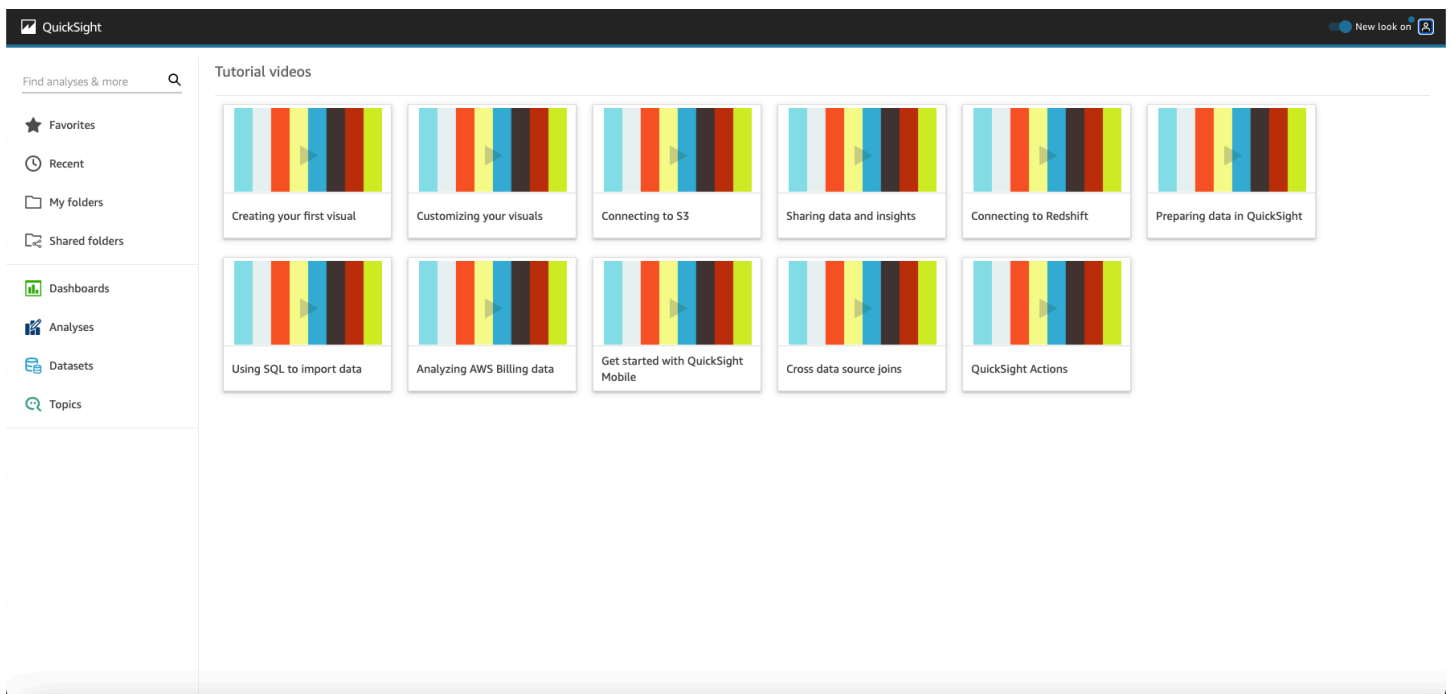 QuickSight
New look on
Find analyses & more
Favorites
Recent
My folders
Shared folders
Dashboards
Analyses
Datasets
Topics
Tutorial videos
Creating your first visual
Customizing your visuals
Connecting to S3
Sharing data and insights
Connecting to Redshift
Preparing data in QuickSight
Using SQL to import data
Analyzing AWS Billing data
Get started with QuickSight
Mobile
Cross data source joins
QuickSight Actions